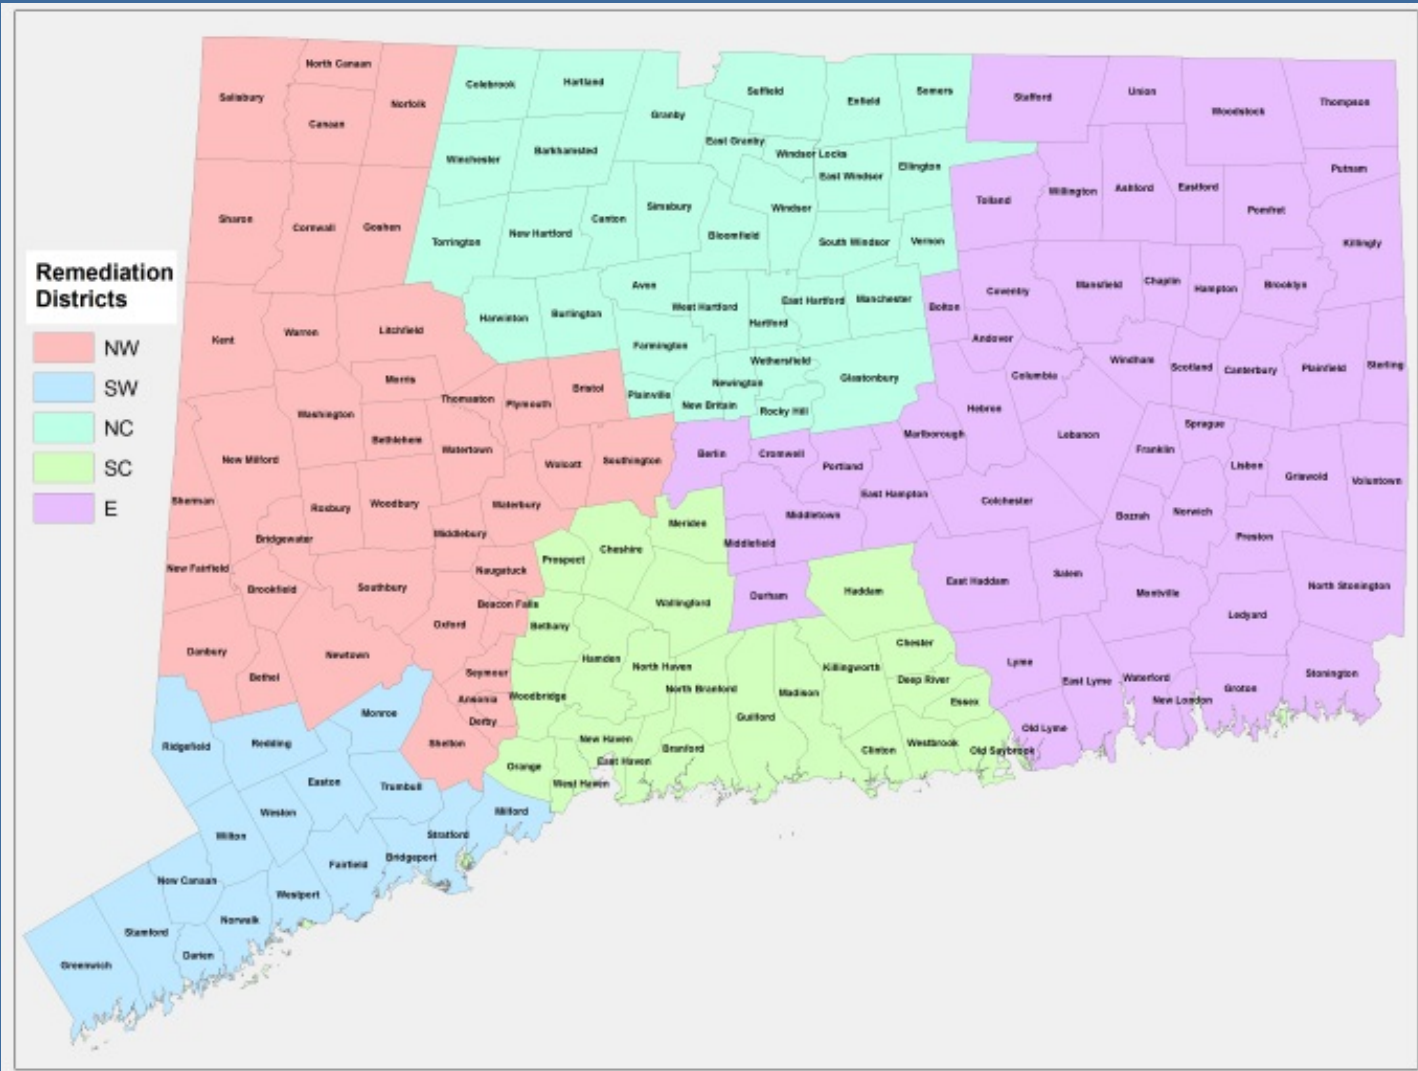 Remediation
Districts
NW
SW
NC
SC
E
North Canaan
Salisbury
Norfolk
Canaan
Colebrook
Hartland
Granby
Suffield
Enfield
Somers
Stafford
Union
Woodstock
Thompson
Winchester
Barkhamsted
East Granby
Windsor Locks
East Windsor
Ellington
Putnam
Sharon
Cornwall
Goshen
Torrington
New Hartford
Canton
Simsbury
Bloomfield
Windsor
South Windsor
Vernon
Tolland
Willington
Ashford
Eastford
Pomfret
Killingly
Kent
Warren
Litchfield
Harwinton
Burlington
Avon
West Hartford
Hartford
East Hartford
Manchester
Bolton
Coventry
Mansfield
Chaplin
Hampton
Brooklyn
Andover
Farmington
Wethersfield
Newington
Glastonbury
Columbia
Windham
Scotland
Canterbury
Plainfield
Sterling
Morris
Thomaston
Plymouth
Bristol
Plainville
New Britain
Rocky Hill
Washington
Bethlehem
Watertown
Wolcott
Southington
Berlin
Cromwell
Portland
Marlborough
Hebron
Lebanon
Franklin
Sprague
Lisbon
Griswold
Voluntown
New Milford
Sherman
Roxbury
Woodbury
Waterbury
Bridgewater
Middlebury
Meriden
Middletown
East Hampton
Colchester
Bozrah
Norwich
Preston
New Fairfield
Brookfield
Southbury
Naugatuck
Prospect
Cheshire
Middlefield
Beacon Falls
Wallingford
Durham
Haddam
East Haddam
Salem
Montville
Ledyard
North Stonington
Danbury
Bethel
Newtown
Oxford
Bethany
Seymour
Hamden
North Haven
Woodbridge
Ansonia
Derby
North Branford
Madison
Killingworth
Chester
Deep River
Essex
Lyme
East Lyme
Waterford
New London
Groton
Stonington
Ridgefield
Redding
Monroe
Shelton
Orange
New Haven
East Haven
West Haven
Branford
Guilford
Clinton
Westbrook
Old Saybrook
Old Lyme
Easton
Trumbull
Weston
Wilton
Stratford
Milford
Fairfield
Bridgeport
New Canaan
Westport
Norwalk
Stamford
Darien
Greenwich